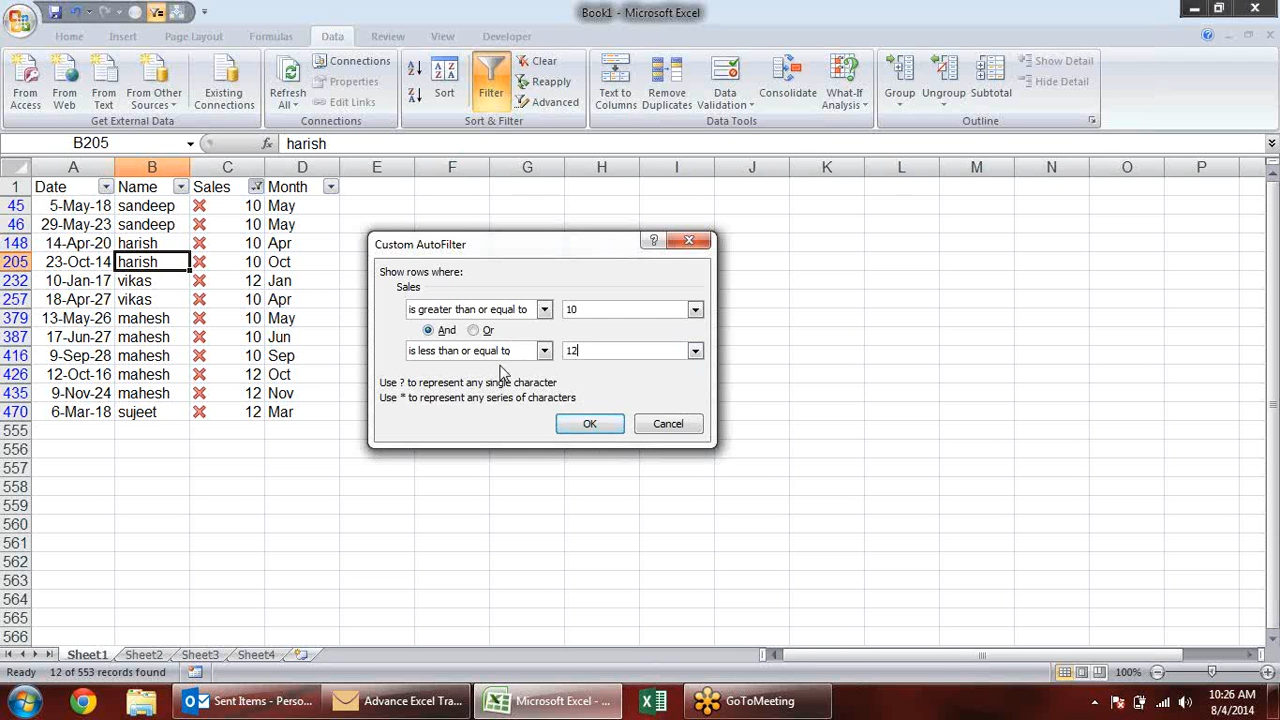 Book1 - Microsoft Excel
Home Insert Page Layout Formulas Data Review View Developer
From Access
From Web
From Text
From Other Sources
Existing Connections
Get External Data
Refresh All
Connections
Properties
Edit Links
Connections
Sort
Filter
Clear
Reapply
Advanced
Sort & Filter
Text to Columns
Remove Duplicates
Data Validation
Consolidate
What-If Analysis
Data Tools
Group
Ungroup
Subtotal
Show Detail
Hide Detail
Outline
B205 fx harish
A B C D E F G H I J K L M N O P
1 Date Name Sales Month
45 5-May-18 sandeep 10 May
46 29-May-23 sandeep 10 May
148 14-Apr-20 harish 10 Apr
205 23-Oct-14 harish 10 Oct
232 10-Jan-17 vikas 12 Jan
257 18-Apr-27 vikas 10 Apr
379 13-May-26 mahesh 10 May
387 17-Jun-27 mahesh 10 Jun
416 9-Sep-28 mahesh 10 Sep
426 12-Oct-16 mahesh 12 Oct
435 9-Nov-24 mahesh 12 Nov
470 6-Mar-18 sujeet 12 Mar
555
556
557
558
559
560
561
562
563
564
565
566
Custom AutoFilter
Show rows where:
Sales
is greater than or equal to 10
And Or
is less than or equal to 12
Use ? to represent any single character
Use * to represent any series of characters
OK Cancel
Sheet1 Sheet2 Sheet3 Sheet4
Ready 12 of 553 records found 100%
Sent Items - Perso... Advance Excel Tra... Microsoft Excel - ... GoToMeeting
10:26 AM
8/4/2014